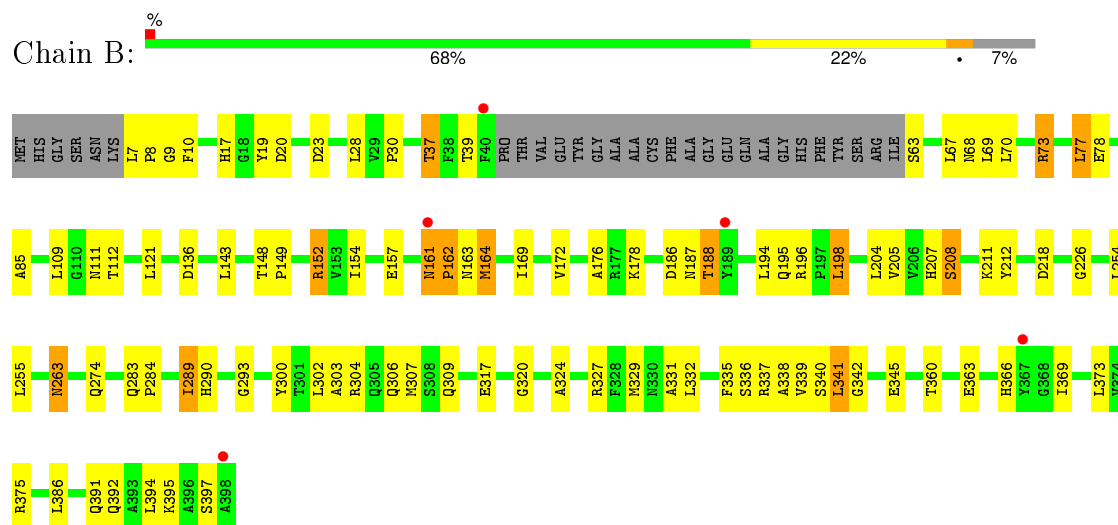 %
Chain B:
68% 22% • 7%
MET HIS GLY SER ASN LYS L7 P8 G9 F10 H17 G18 Y19 D20 D23 L28 V29 P30 T37 F38 T39 F40 PRO THR VAL GLU TYR GLY ALA ALA CYS PHE ALA GLY GLU GLN ALA GLY HIS PHE TYR SER ARG ILE S63 L67 N68 L69 L70 R73 L77 E78
A85 L109 G110 N111 T112 L121 D136 L143 T148 P149 R152 V153 I154 E157 N161 P162 N163 M164 I169 V172 A176 R177 K178 D186 N187 T188 Y189 L194 Q195 R196 P197 L198 L204 V205 V206 H207 S208 K211 Y212 D218 G226 L254
L255 N263 Q274 Q283 P284 I289 H290 G293 Y300 T301 L302 A303 R304 Q305 Q306 M307 S308 Q309 E317 G320 A324 R327 F328 M329 N330 A331 L332 F335 S336 R337 A338 V339 S340 L341 G342 E345 T360 E363 H366 Y367 G368 I369 L373 V374
R375 L386 Q391 Q392 A393 L394 K395 A396 S397 A398